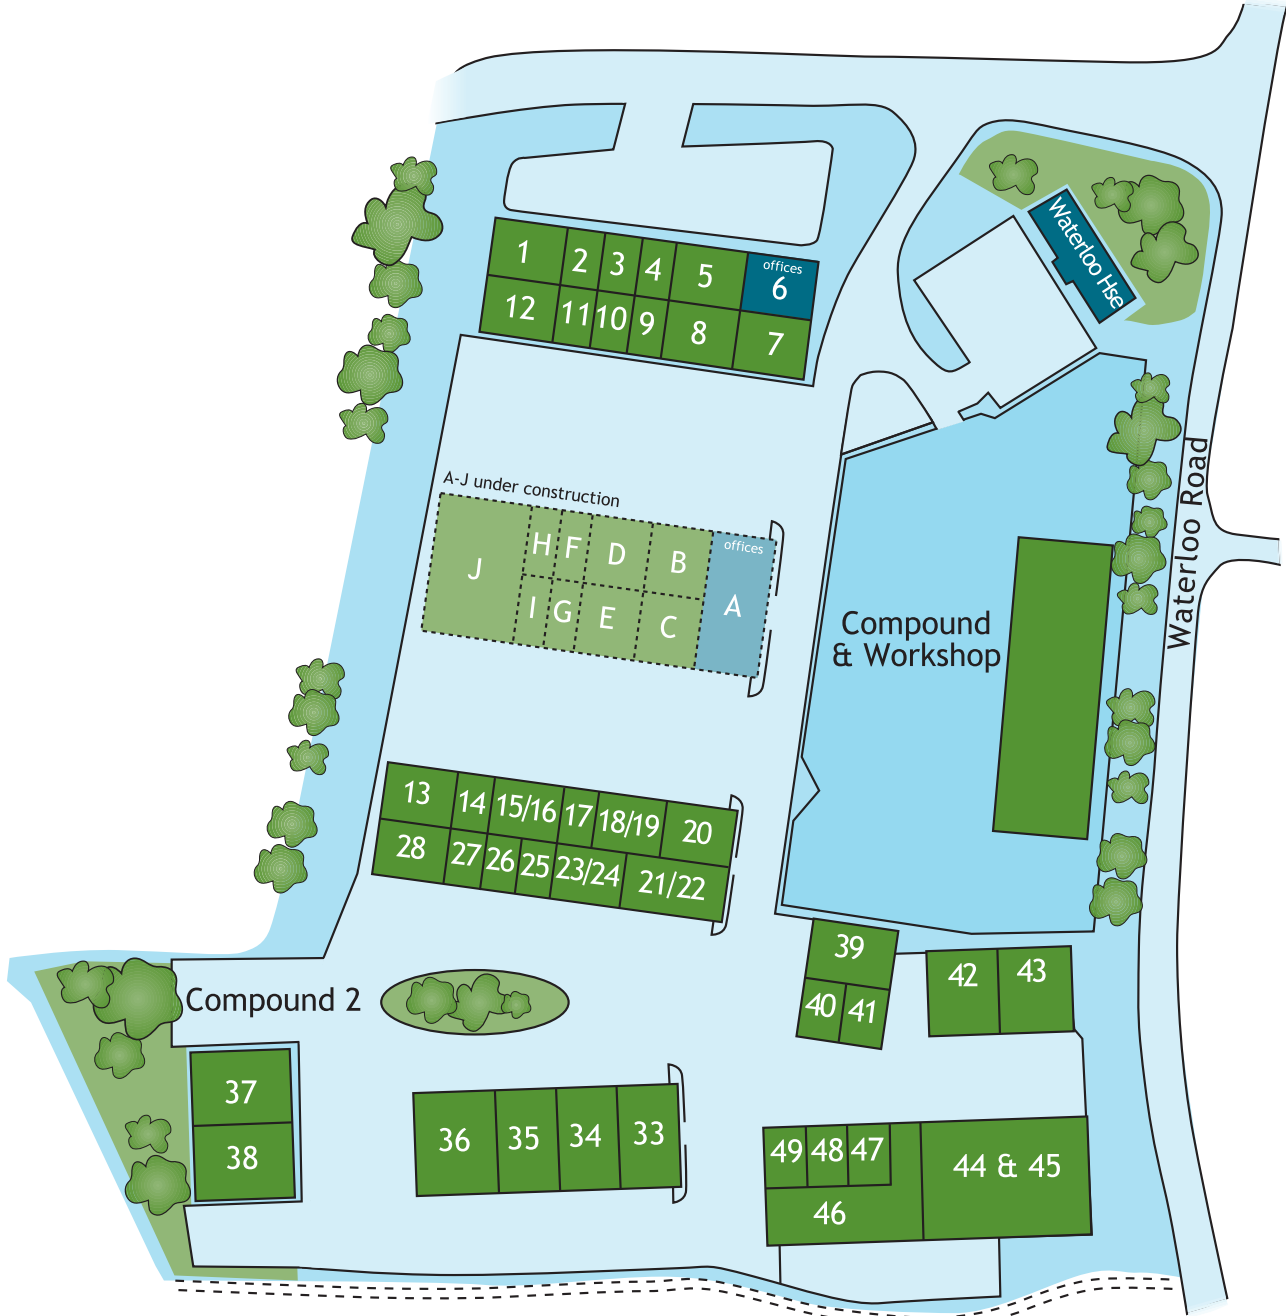 Waterloo Hse
1 2 3 4 5 offices 6
12 11 10 9 8 7
A-J under construction
J H F D B offices A
I G E C
Waterloo Road
Compound
& Workshop
13 14 15/16 17 18/19 20
28 27 26 25 23/24 21/22
39
40 41
42 43
Compound 2
37
38
36 35 34 33
49 48 47
46
44 & 45